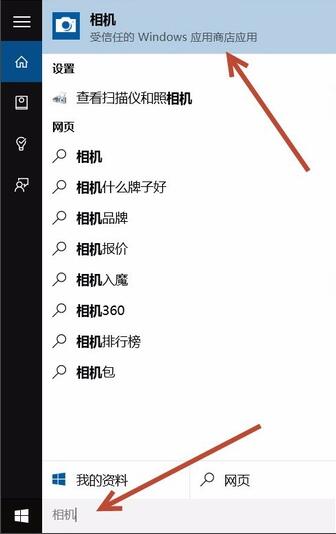 相机
受信任的 Windows 应用商店应用
设置
查看扫描仪和照相机
网页
相机
相机什么牌子好
相机品牌
相机报价
相机入魔
相机360
相机排行榜
相机包
我的资料 网页
相机